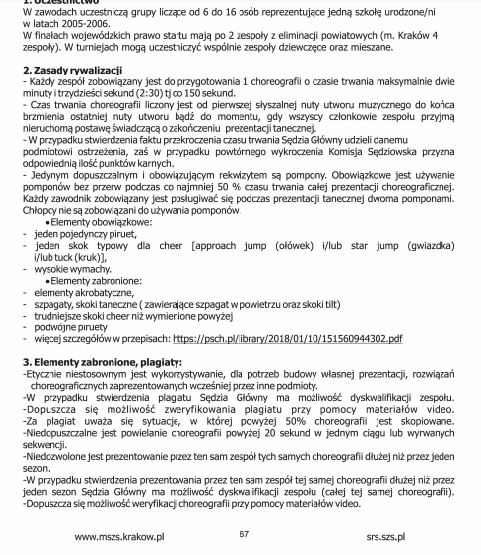 1. Uczestnictwo
W zawodach uczestniczą grupy liczące od 6 do 16 osób reprezentujące jedną szkołę urodzone/ni
w latach 2005-2006.
W finałach wojewódzkich prawo startu mają po 2 zespoły z eliminacji powiatowych (m. Kraków 4
zespoły). W turniejach mogą uczestniczyć wspólnie zespoły dziewczęce oraz mieszane.
2. Zasady rywalizacji
- Każdy zespół zobowiązany jest do przygotowania 1 choreografii o czasie trwania maksymalnie dwie
minuty i trzydzieści sekund (2:30) tj co 150 sekund.
- Czas trwania choreografii liczony jest od pierwszej słyszalnej nuty utworu muzycznego do końca
brzmienia ostatniej nuty utworu bądź do momentu, gdy wszyscy członkowie zespołu przyjmą
nieruchomą postawę świadczącą o zakończeniu prezentacji tanecznej.
- W przypadku stwierdzenia faktu przekroczenia czasu trwania Sędzia Główny udzieli danemu
podmiotowi ostrzeżenia, zaś w przypadku powtórnego wykroczenia Komisja Sędziowska przyzna
odpowiednią ilość punktów karnych.
- Jedynym dopuszczalnym i obowiązującym rekwizytem są pompony. Obowiązkowe jest używanie
pomponów bez przerw podczas co najmniej 50 % czasu trwania całej prezentacji choreograficznej.
Każdy zawodnik zobowiązany jest posługiwać się podczas prezentacji tanecznej dwoma pomponami.
Chłopcy nie są zobowiązani do używania pomponów.
•Elementy obowiązkowe:
- jeden pojedynczy piruet,
- jeden skok typowy dla cheer [approach jump (ołówek) i/lub star jump (gwiazdka)
i/lub tuck (kruk)],
- wysokie wymachy.
•Elementy zabronione:
- elementy akrobatyczne,
- szpagaty, skoki taneczne ( zawierające szpagat w powietrzu oraz skoki tilt)
- trudniejsze skoki cheer niż wymienione powyżej
- podwójne piruety
- więcej szczegółów w przepisach: https://psch.pl/library/2018/01/10/151560944302.pdf
3. Elementy zabronione, plagiaty:
-Etycznie niestosownym jest wykorzystywanie, dla potrzeb budowy własnej prezentacji, rozwiązań
choreograficznych zaprezentowanych wcześniej przez inne podmioty.
-W przypadku stwierdzenia plagatu Sędzia Główny ma możliwość dyskwalifikacji zespołu.
-Dopuszcza się możliwość zweryfikowania plagiatu przy pomocy materiałów video.
-Za plagiat uważa się sytuację, w której powyżej 50% choreografii jest skopiowane.
-Niedopuszczalne jest powielanie choreografii powyżej 20 sekund w jednym ciągu lub wyrwanych
sekwencji.
-Niedozwolone jest prezentowanie przez ten sam zespół tych samych choreografii dłużej niż przez jeden
sezon.
-W przypadku stwierdzenia prezentowania przez ten sam zespół tej samej choreografii dłużej niż przez
jeden sezon Sędzia Główny ma możliwość dyskwalifikacji zespołu (całej tej samej choreografii).
-Dopuszcza się możliwość weryfikacji choreografii przy pomocy materiałów video.
www.mszs.krakow.pl 67 srs.szs.pl